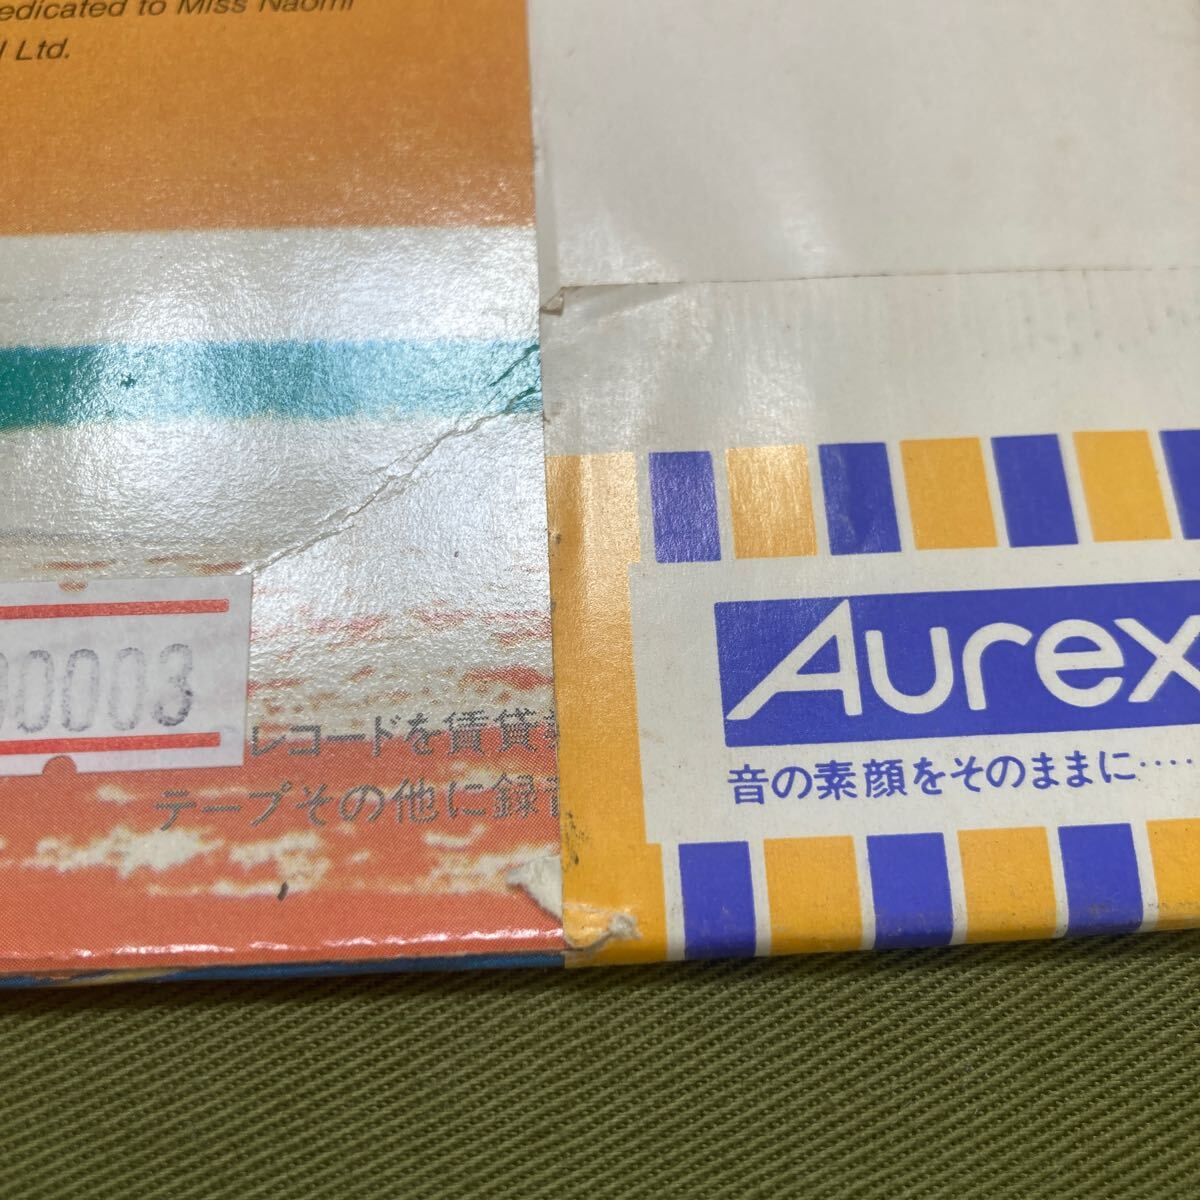 edicated to Miss Naomi
Ltd.
0003
レコードを賃貸
テープその他に録
Aurex
音の素顔をそのままに‥‥